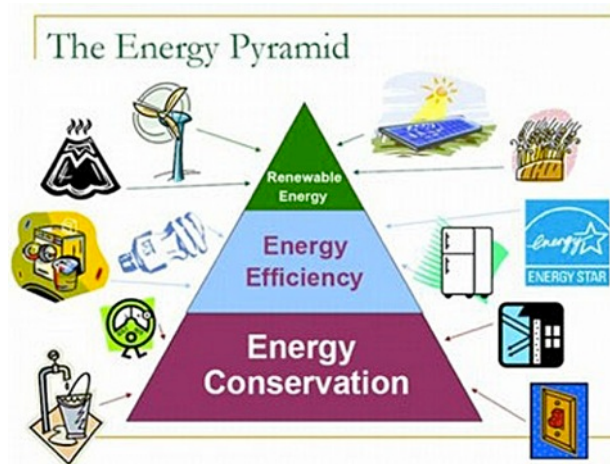 The Energy Pyramid
Renewable
Energy
Energy
Efficiency
energy
ENERGY STAR
Energy
Conservation